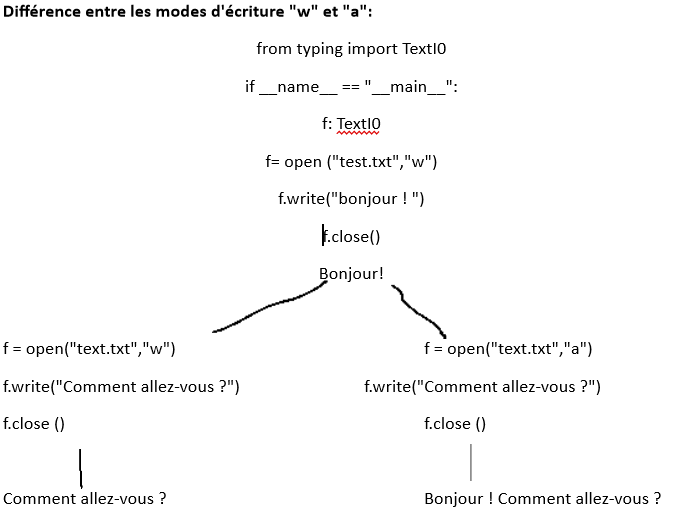 Différence entre les modes d'écriture "w" et "a":
from typing import TextI0
if __name__ == "__main__":
f: TextI0
f= open ("test.txt","w")
f.write("bonjour ! ")
f.close()
Bonjour!
f = open("text.txt","w")
f.write("Comment allez-vous ?")
f.close ()
Comment allez-vous ?
f = open("text.txt","a")
f.write("Comment allez-vous ?")
f.close ()
Bonjour ! Comment allez-vous ?